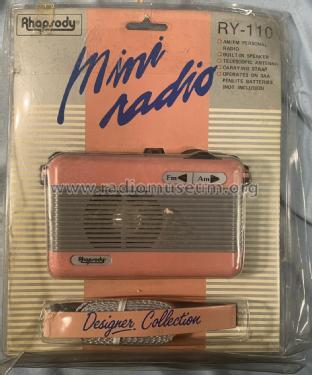 Rhapsody
RY-110
AM/FM PERSONAL
RADIO
BUILT-IN SPEAKER
TELESCOPIC ANTENNA
CARRYING STRAP
OPERATES ON 3AA
PENLITE BATTERIES
(NOT INCLUDED)
mini
radio
Fm Am
www.radiomuseum.org
Rhapsody
Designer Collection